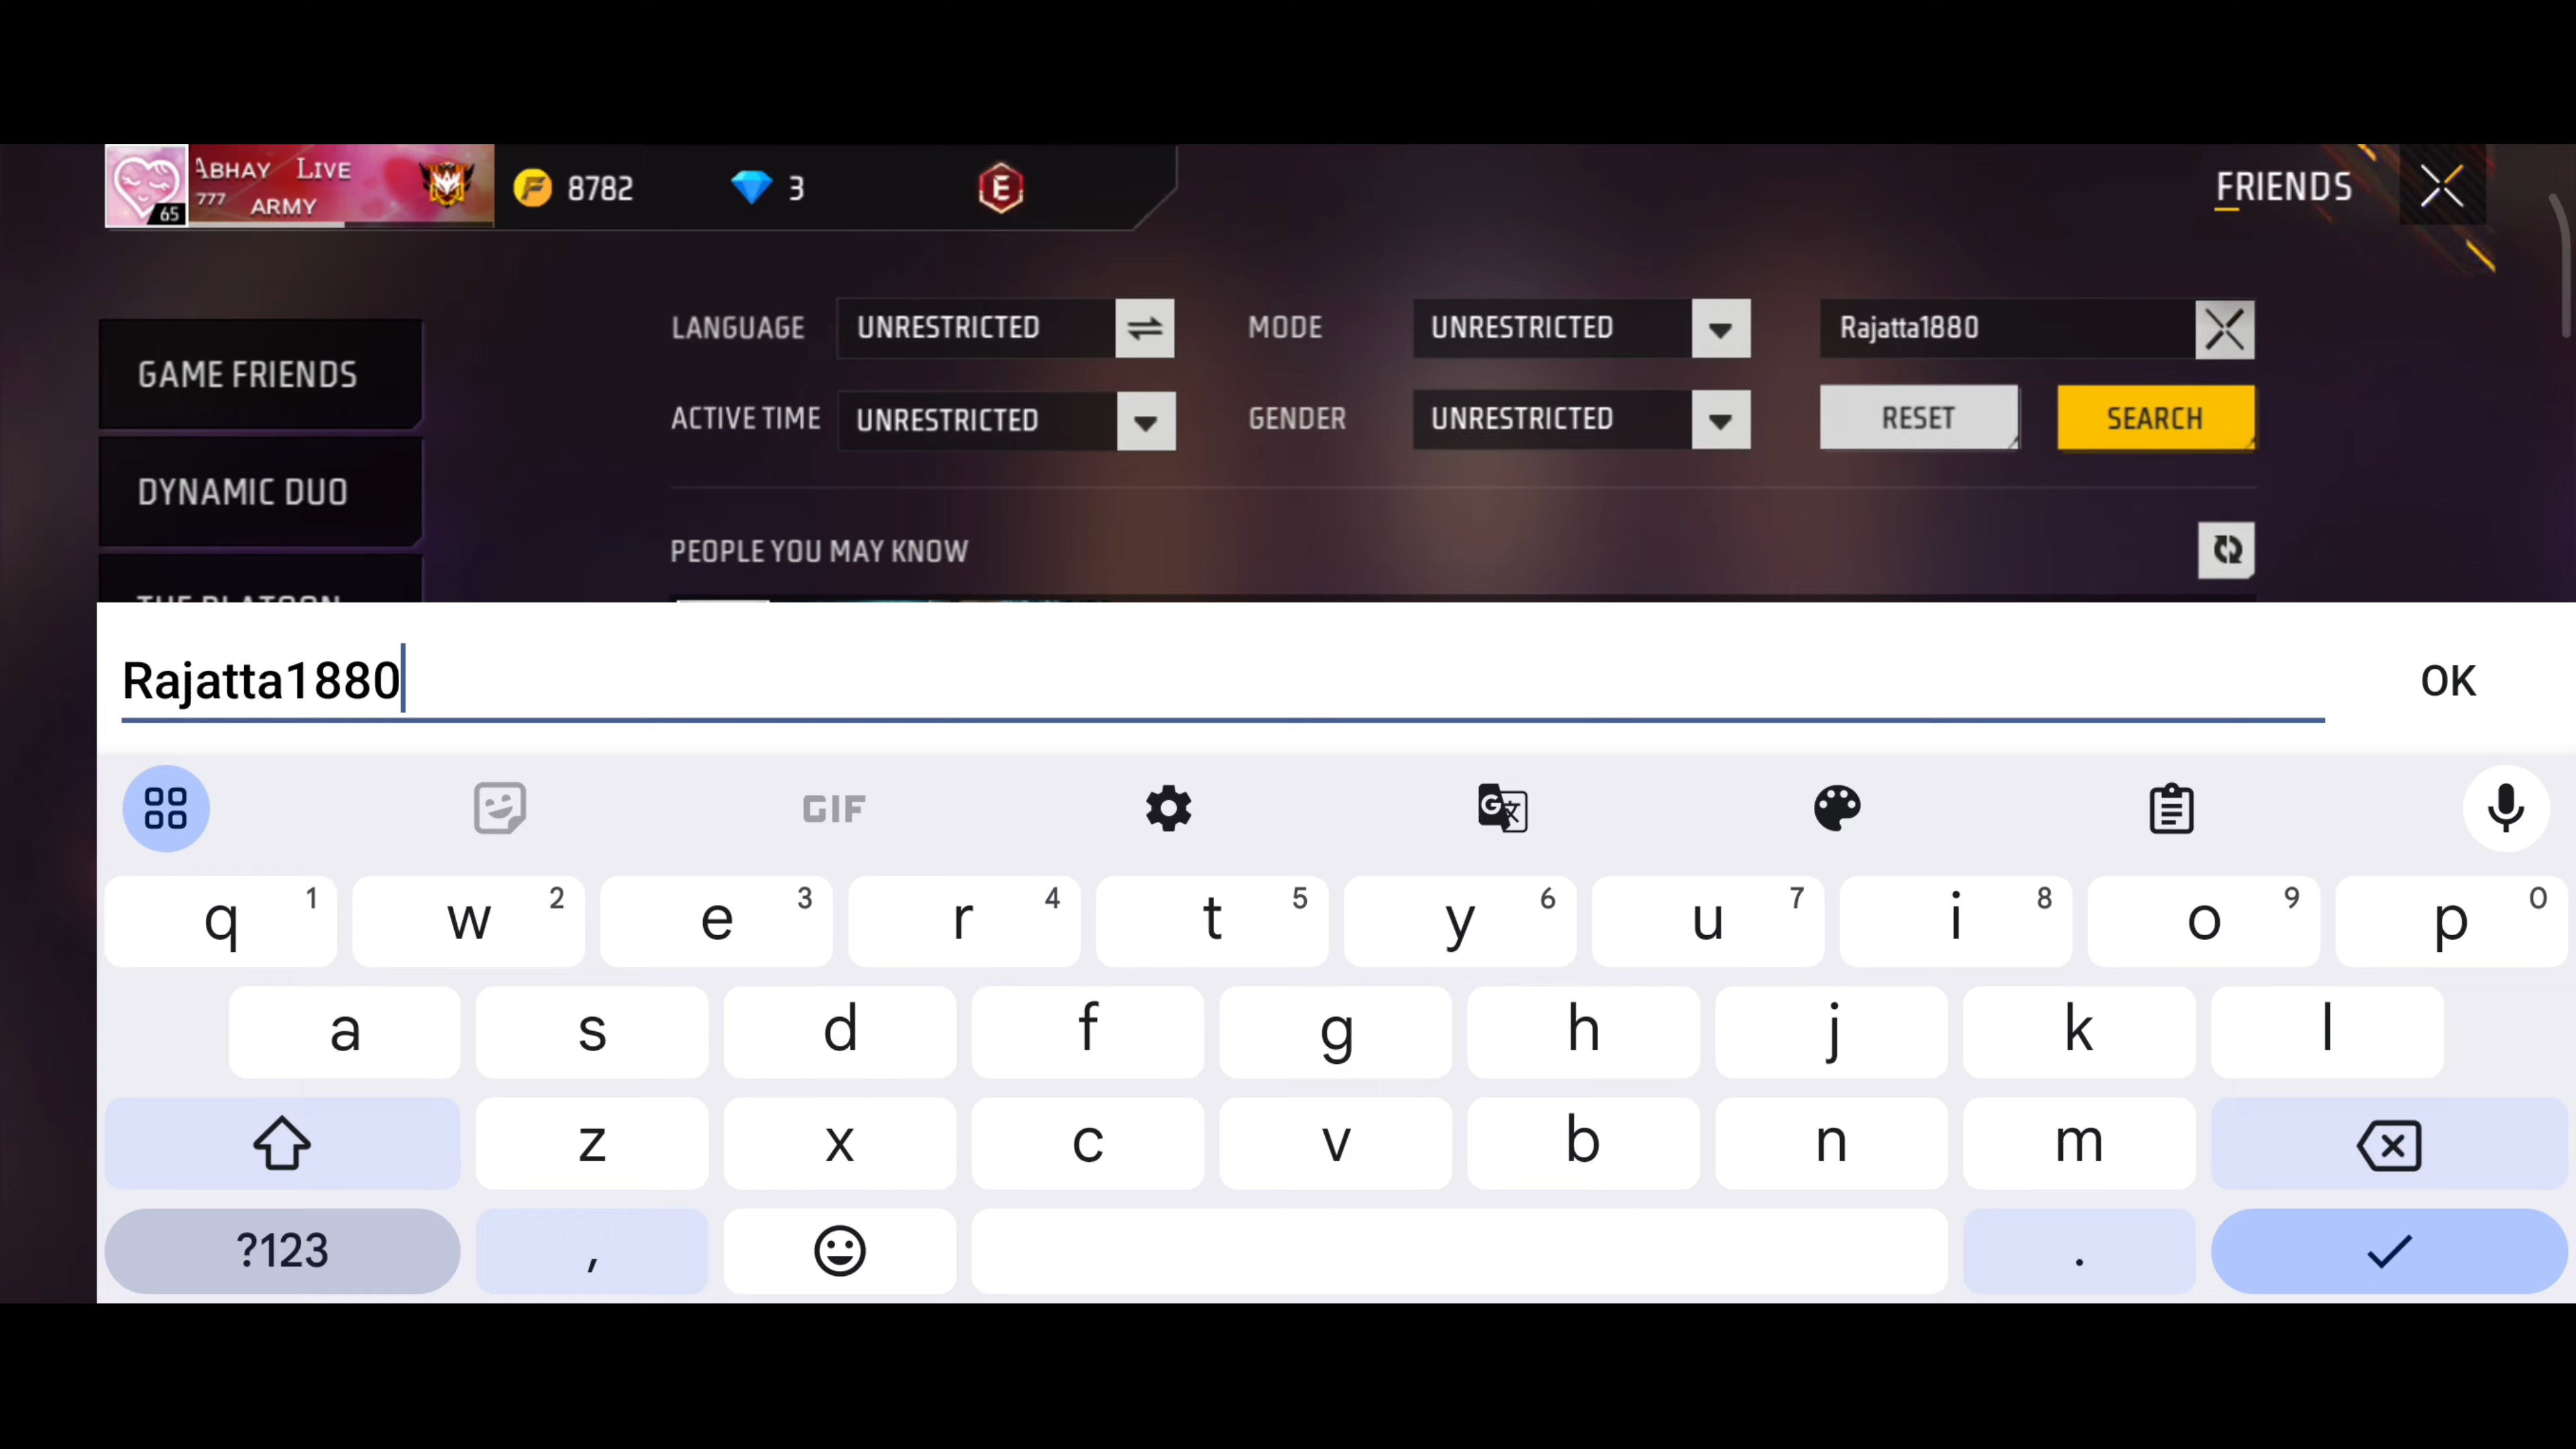 ABHAY LIVE
777 ARMY
65
8782
3
E
FRIENDS
LANGUAGE UNRESTRICTED MODE UNRESTRICTED Rajatta1880
ACTIVE TIME UNRESTRICTED GENDER UNRESTRICTED RESET SEARCH
GAME FRIENDS
DYNAMIC DUO
THE PLATOON
PEOPLE YOU MAY KNOW
Rajatta1880 OK
GIF G
q 1 w 2 e 3 r 4 t 5 y 6 u 7 i 8 o 9 p 0
a s d f g h j k l
z x c v b n m
?123 , .